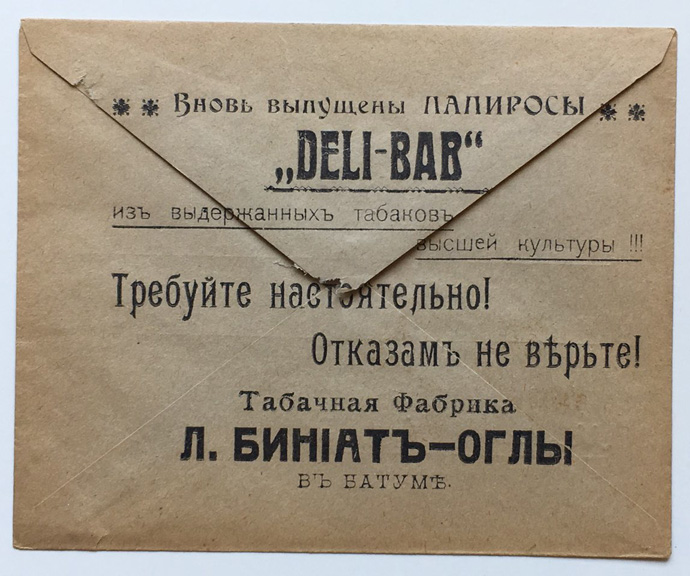 Вновь выпущены ПАПИРОСЫ
„DELI-BAB“
изъ выдержанныхъ табаковъ
высшей культуры !!!
Требуйте настоятельно!
Отказамъ не вѣрьте!
Табачная Фабрика
Л. БИНІАТЪ-ОГЛЫ
ВЪ БАТУМѢ.